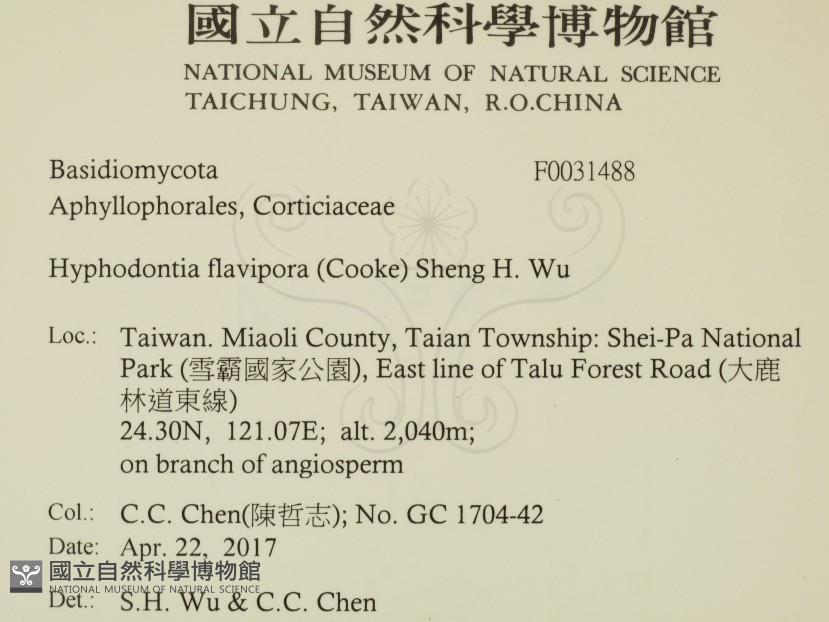 國立自然科學博物館
NATIONAL MUSEUM OF NATURAL SCIENCE
TAICHUNG, TAIWAN, R.O.CHINA
Basidiomycota F0031488
Aphyllophorales, Corticiaceae
Hyphodontia flavipora (Cooke) Sheng H. Wu
Loc.: Taiwan. Miaoli County, Taian Township: Shei-Pa National
Park (雪霸國家公園), East line of Talu Forest Road (大鹿
林道東線)
24.30N, 121.07E; alt. 2,040m;
on branch of angiosperm
Col.: C.C. Chen(陳哲志); No. GC 1704-42
Date: Apr. 22, 2017
國立自然科學博物館
NATIONAL MUSEUM OF NATURAL SCIENCE
Det.: S.H. Wu & C.C. Chen